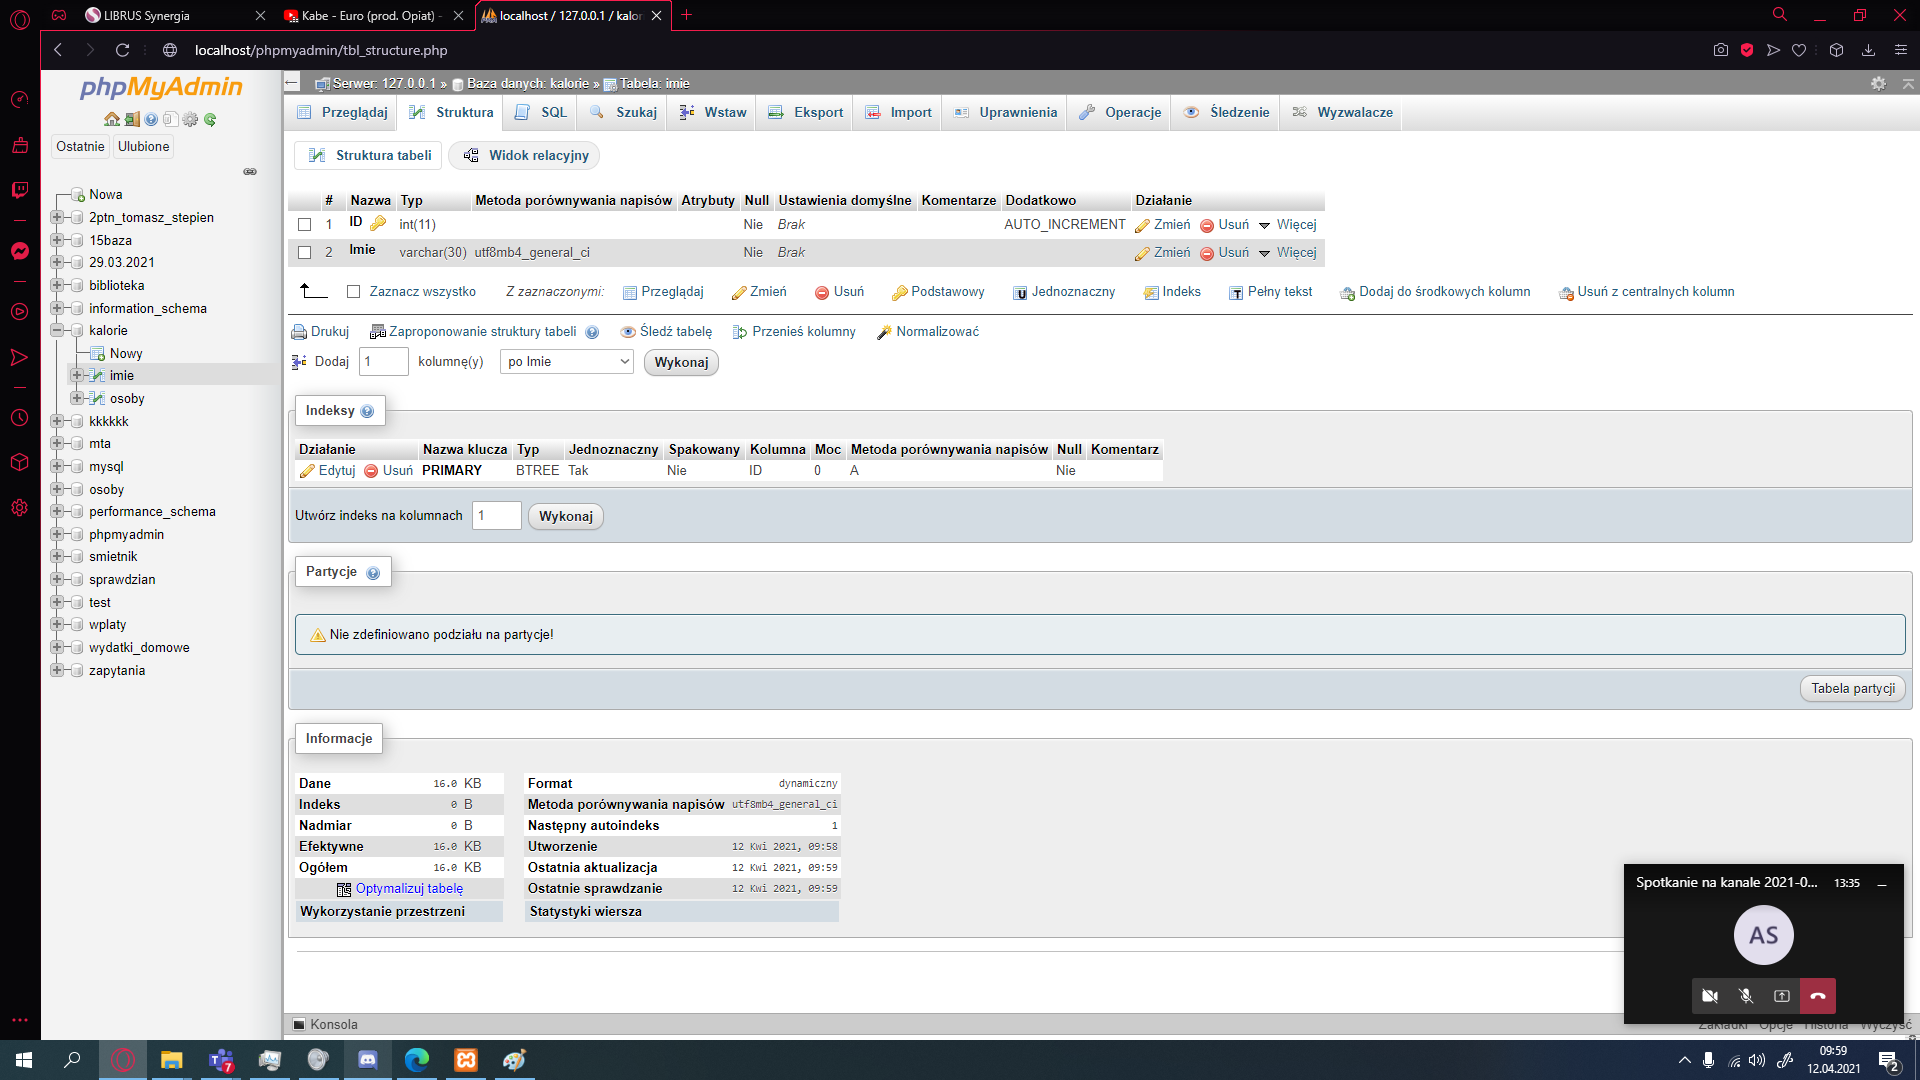 LIBRUS Synergia
Kabe - Euro (prod. Opiat) -
localhost / 127.0.0.1 / kalor
localhost/phpmyadmin/tbl_structure.php
phpMyAdmin
Ostatnie Ulubione
Nowa
2ptn_tomasz_stepien
15baza
29.03.2021
biblioteka
information_schema
kalorie
Nowy
imie
osoby
kkkkkk
mta
mysql
osoby
performance_schema
phpmyadmin
smietnik
sprawdzian
test
wplaty
wydatki_domowe
zapytania
Serwer: 127.0.0.1 » Baza danych: kalorie » Tabela: imie
Przeglądaj Struktura SQL Szukaj Wstaw Eksport Import Uprawnienia Operacje Śledzenie Wyzwalacze
Struktura tabeli Widok relacyjny
# Nazwa Typ Metoda porównywania napisów Atrybuty Null Ustawienia domyślne Komentarze Dodatkowo Działanie
1 ID int(11) Nie Brak AUTO_INCREMENT Zmień Usuń Więcej
2 Imie varchar(30) utf8mb4_general_ci Nie Brak Zmień Usuń Więcej
Zaznacz wszystko Z zaznaczonymi: Przeglądaj Zmień Usuń Podstawowy Jednoznaczny Indeks Pełny tekst Dodaj do środkowych kolumn Usuń z centralnych kolumn
Drukuj Zaproponowanie struktury tabeli Śledź tabelę Przenieś kolumny Normalizować
Dodaj 1 kolumnę(y) po Imie Wykonaj
Indeksy
Działanie Nazwa klucza Typ Jednoznaczny Spakowany Kolumna Moc Metoda porównywania napisów Null Komentarz
Edytuj Usuń PRIMARY BTREE Tak Nie ID 0 A Nie
Utwórz indeks na kolumnach 1 Wykonaj
Partycje
Nie zdefiniowano podziału na partycje!
Tabela partycji
Informacje
Dane 16.0 KB
Indeks 0 B
Nadmiar 0 B
Efektywne 16.0 KB
Ogółem 16.0 KB
Optymalizuj tabelę
Wykorzystanie przestrzeni
Format dynamiczny
Metoda porównywania napisów utf8mb4_general_ci
Następny autoindeks 1
Utworzenie 12 Kwi 2021, 09:58
Ostatnia aktualizacja 12 Kwi 2021, 09:59
Ostatnie sprawdzanie 12 Kwi 2021, 09:59
Statystyki wiersza
Spotkanie na kanale 2021-0... 13:35
AS
Konsola
Zakładki Opcje Historia Wyczyść
7
09:59
12.04.2021
2